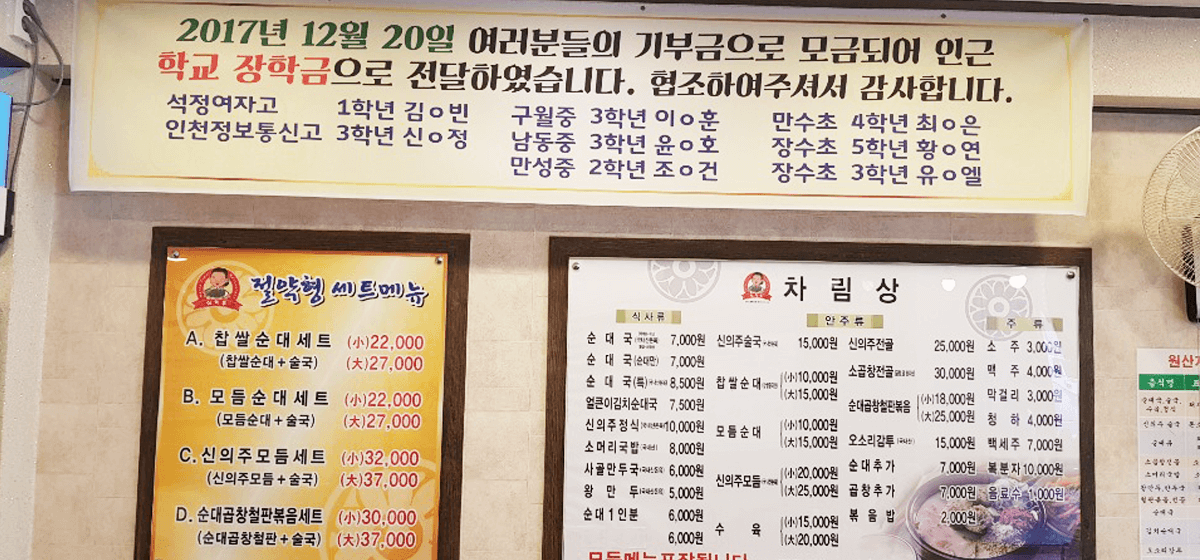 2017년 12월 20일 여러분들의 기부금으로 모금되어 인근
학교 장학금으로 전달하였습니다. 협조하여주셔서 감사합니다.
석정여자고 1학년 김ㅇ빈 구월중 3학년 이ㅇ훈 만수초 4학년 최ㅇ은
인천정보통신고 3학년 신ㅇ정 남동중 3학년 윤ㅇ호 장수초 5학년 황ㅇ연
만성중 2학년 조ㅇ건 장수초 3학년 유ㅇ엘
절약형 세트메뉴
A. 찹쌀순대세트 (小)22,000
(찹쌀순대+술국) (大)27,000
B. 모듬순대세트 (小)22,000
(모듬순대+술국) (大)27,000
C.신의주모듬세트 (小)32,000
(신의주모듬+술국) (大)37,000
D.순대곱창철판볶음세트 (小)30,000
(순대곱창철판+술국) (大)37,000
차림상
식사류
순대국 7,000원
순대국(순대만) 7,000원
순대국(특) 8,500원
얼큰이김치순대국 7,500원
신의주정식 10,000원
소머리국밥 8,000원
사골만두국 6,000원
왕만두 5,000원
순대1인분 6,000원
6,000원
안주류
신의주술국 15,000원
찹쌀순대 (小)10,000원
(大)15,000원
모듬순대 (小)10,000원
(大)15,000원
신의주모듬 (小)20,000원
(大)25,000원
수육 (小)15,000원
(大)20,000원
신의주전골 25,000원
소곱창전골 30,000원
순대곱창철판볶음 (小)18,000원
(大)25,000원
오소리감투 15,000원
순대추가 7,000원
곱창추가 7,000원
볶음밥 2,000원
주류
소주 3,000원
맥주 4,000원
막걸리 3,000원
청하 4,000원
백세주 7,000원
복분자 10,000원
음료수 1,000원
모듬메뉴포장됩니다
원산지
음식명